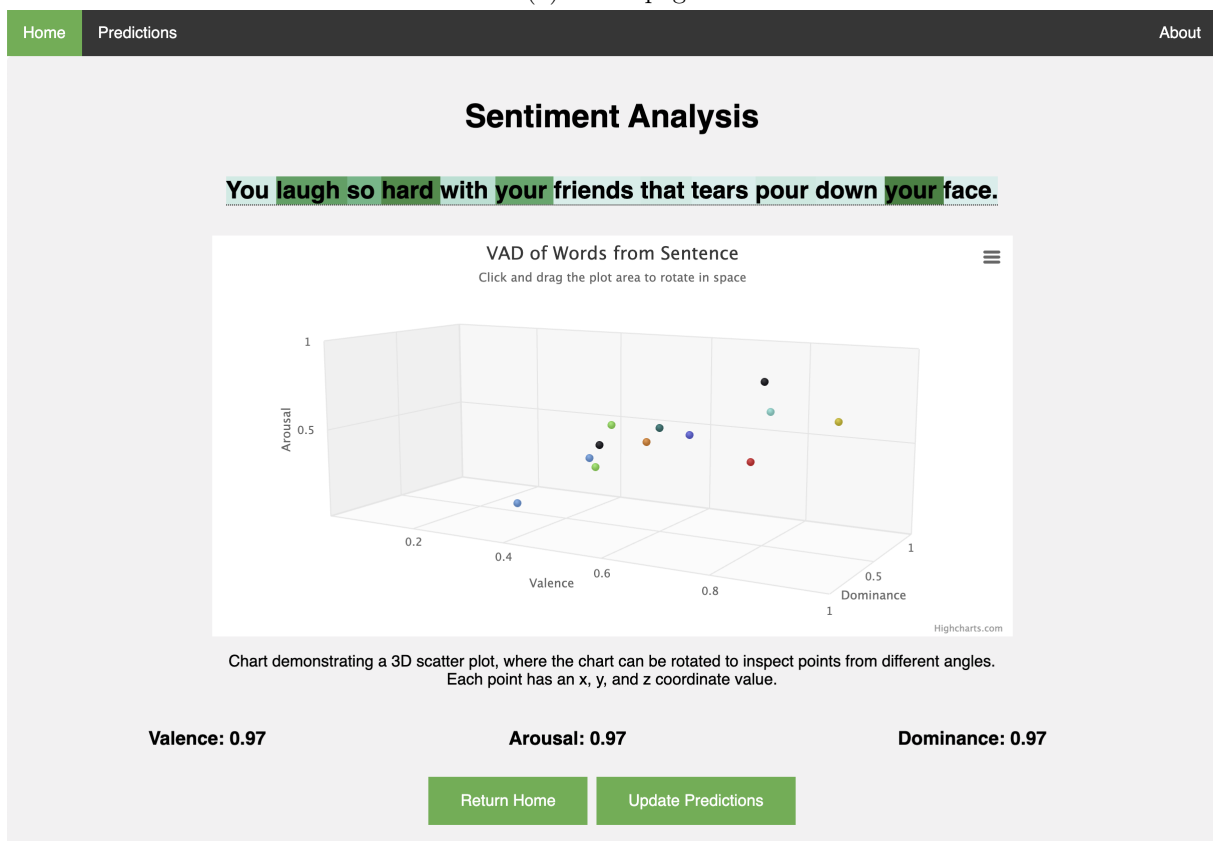 Home Predictions About
Sentiment Analysis
You laugh so hard with your friends that tears pour down your face.
VAD of Words from Sentence
Click and drag the plot area to rotate in space
1
0.5
Arousal
0.2
0.4
0.6
0.8
1
Valence
1
0.5
Dominance
Highcharts.com
Chart demonstrating a 3D scatter plot, where the chart can be rotated to inspect points from different angles.
Each point has an x, y, and z coordinate value.
Valence: 0.97 Arousal: 0.97 Dominance: 0.97
Return Home Update Predictions